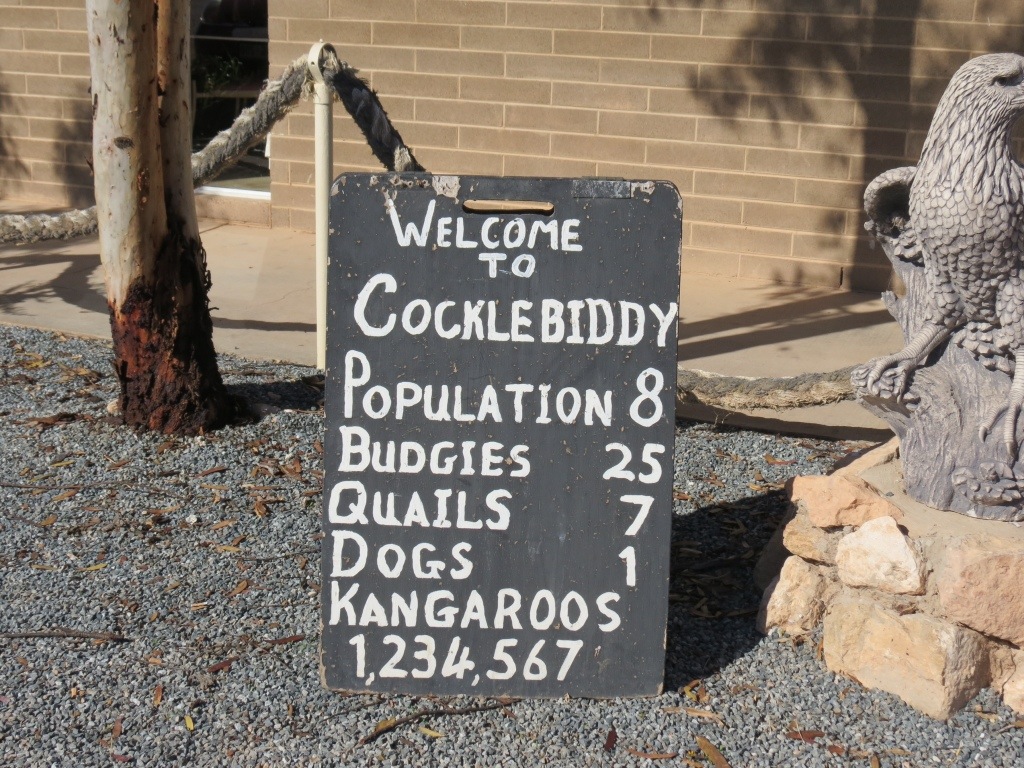 WELCOME
TO
COCKLEBIDDY
POPULATION 8
BUDGIES 25
QUAILS 7
DOGS 1
KANGAROOS
1,234,567